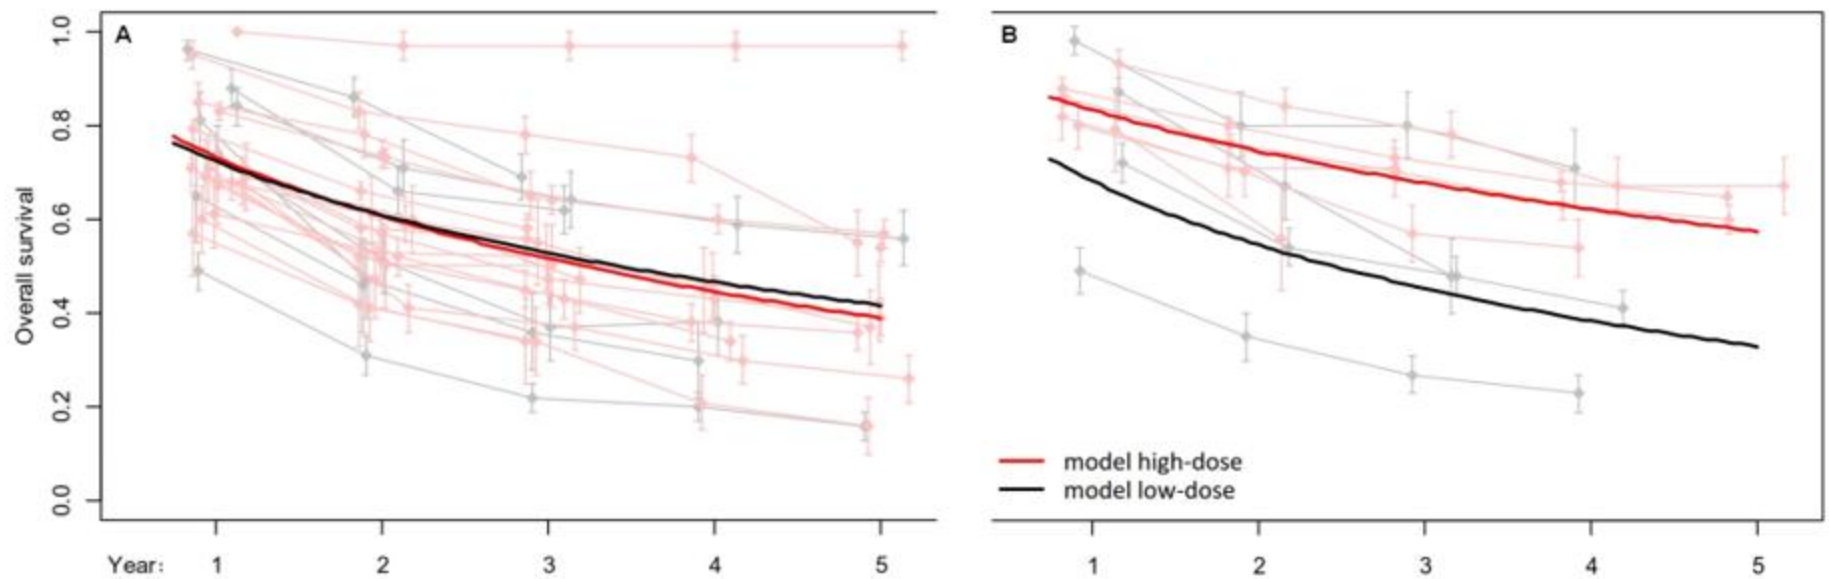 A
B
Overall survival
1.0
0.8
0.6
0.4
0.2
0.0
model high-dose
model low-dose
Year: 1 2 3 4 5
1 2 3 4 5